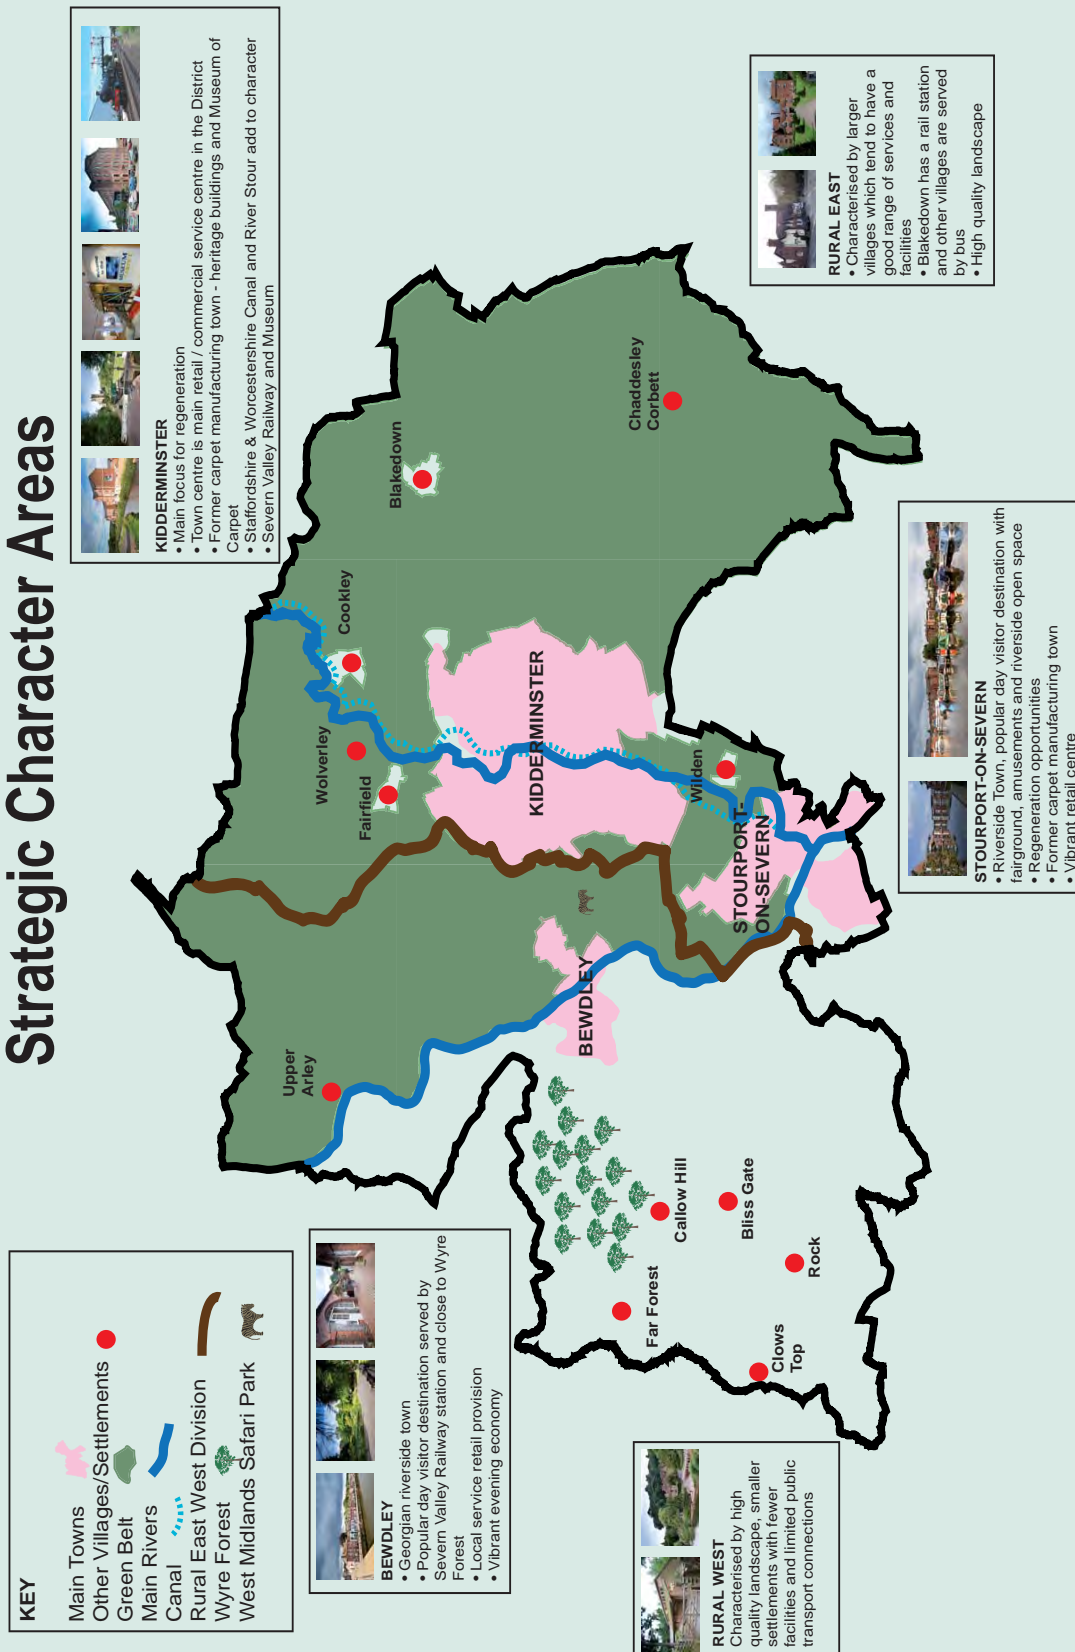 Strategic Character Areas
KIDDERMINSTER
• Main focus for regeneration
• Town centre is main retail / commercial service centre in the District
• Former carpet manufacturing town - heritage buildings and Museum of
Carpet
• Staffordshire & Worcestershire Canal and River Stour add to character
• Severn Valley Railway and Museum
RURAL EAST
• Characterised by larger
villages which tend to have a
good range of services and
facilities
• Blakedown has a rail station
and other villages are served
by bus
• High quality landscape
STOURPORT-ON-SEVERN
• Riverside Town, popular day visitor destination with
fairground, amusements and riverside open space
• Regeneration opportunities
• Former carpet manufacturing town
• Vibrant retail centre
KEY
Main Towns
Other Villages/Settlements
Green Belt
Main Rivers
Canal
Rural East West Division
Wyre Forest
West Midlands Safari Park
BEWDLEY
• Georgian riverside town
• Popular day visitor destination served by
Severn Valley Railway station and close to Wyre
Forest
• Local service retail provision
• Vibrant evening economy
RURAL WEST
Characterised by high
quality landscape, smaller
settlements with fewer
facilities and limited public
transport connections
Upper
Arley
Fairfield
Wolverley
Cookley
Blakedown
Chaddesley
Corbett
KIDDERMINSTER
Wilden
STOURPORT-
ON-SEVERN
BEWDLEY
Callow Hill
Bliss Gate
Far Forest
Rock
Clows
Top